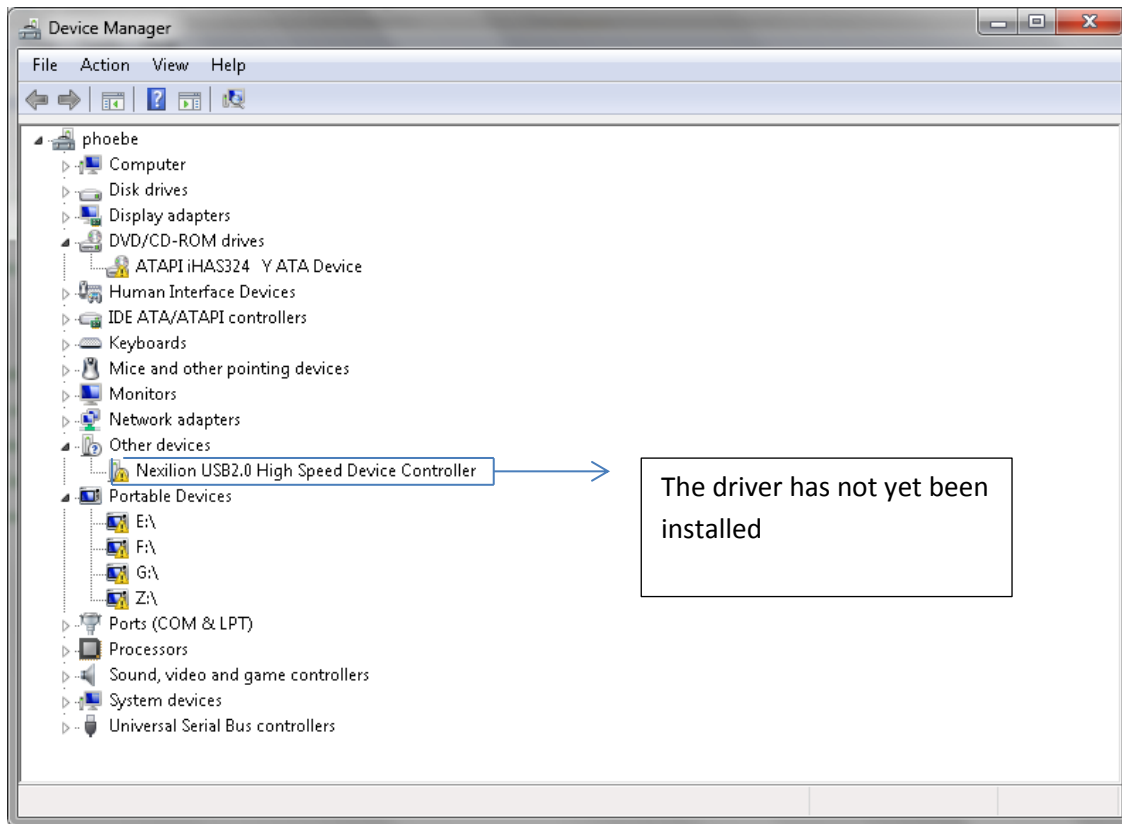 Device Manager
File Action View Help
phoebe
Computer
Disk drives
Display adapters
DVD/CD-ROM drives
ATAPI iHAS324 Y ATA Device
Human Interface Devices
IDE ATA/ATAPI controllers
Keyboards
Mice and other pointing devices
Monitors
Network adapters
Other devices
Nexilion USB2.0 High Speed Device Controller
The driver has not yet been
installed
Portable Devices
E:\
F:\
G:\
Z:\
Ports (COM & LPT)
Processors
Sound, video and game controllers
System devices
Universal Serial Bus controllers